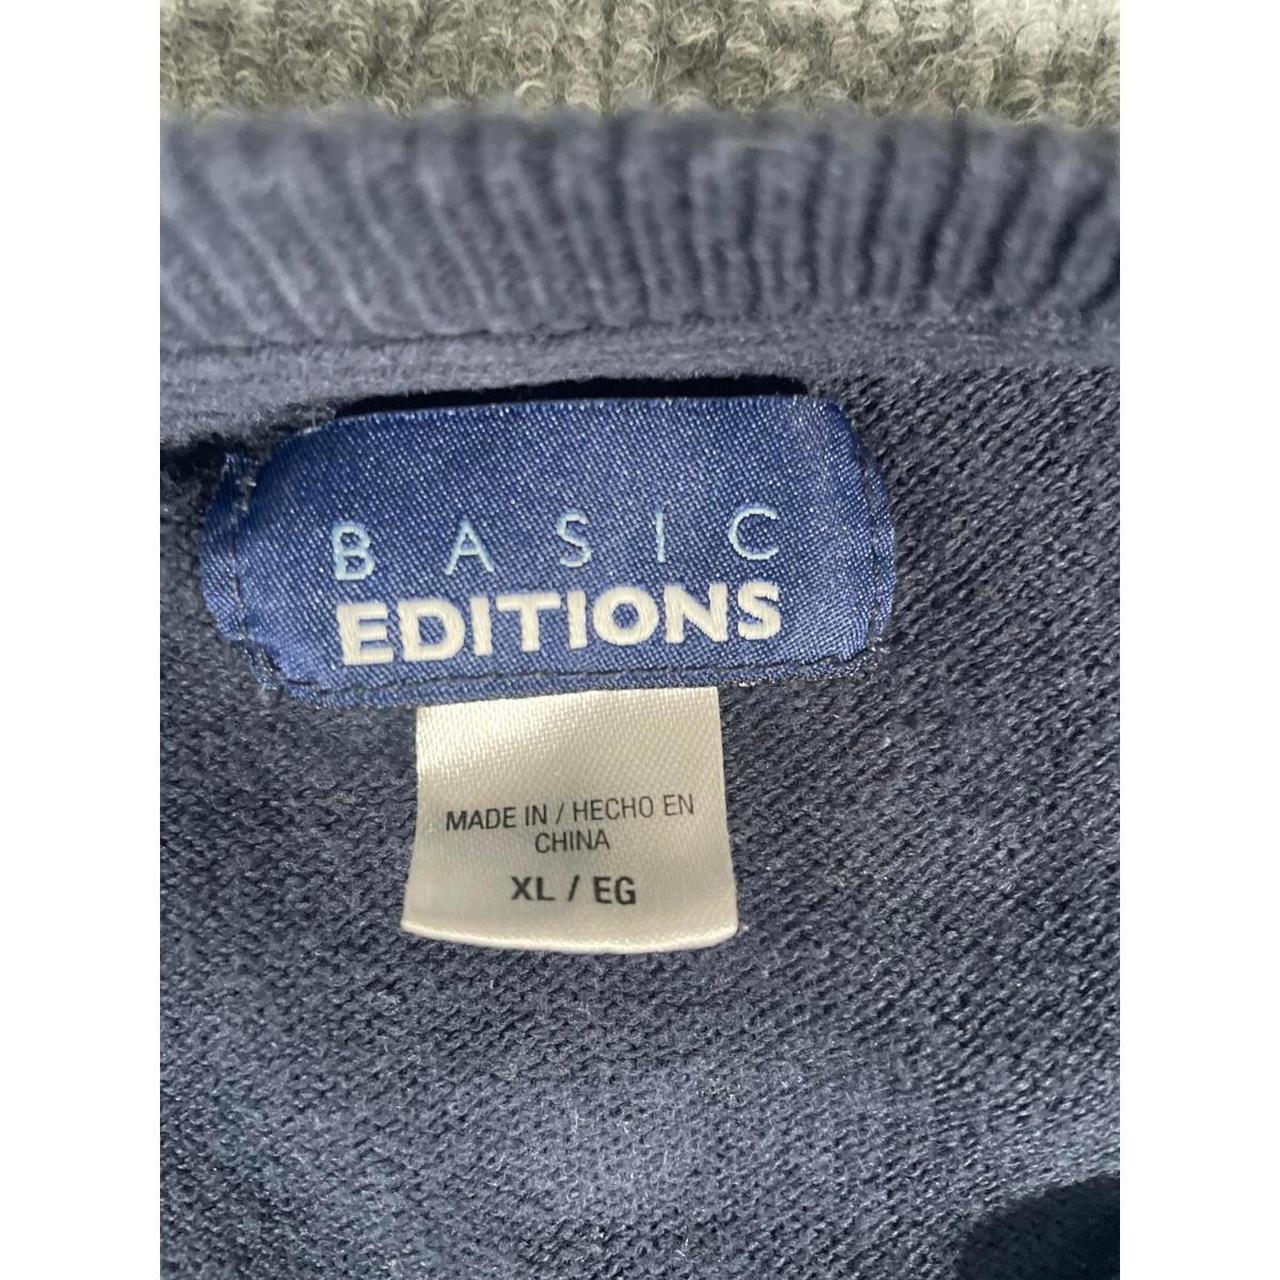 BASIC
EDITIONS
MADE IN / HECHO EN
CHINA
XL / EG